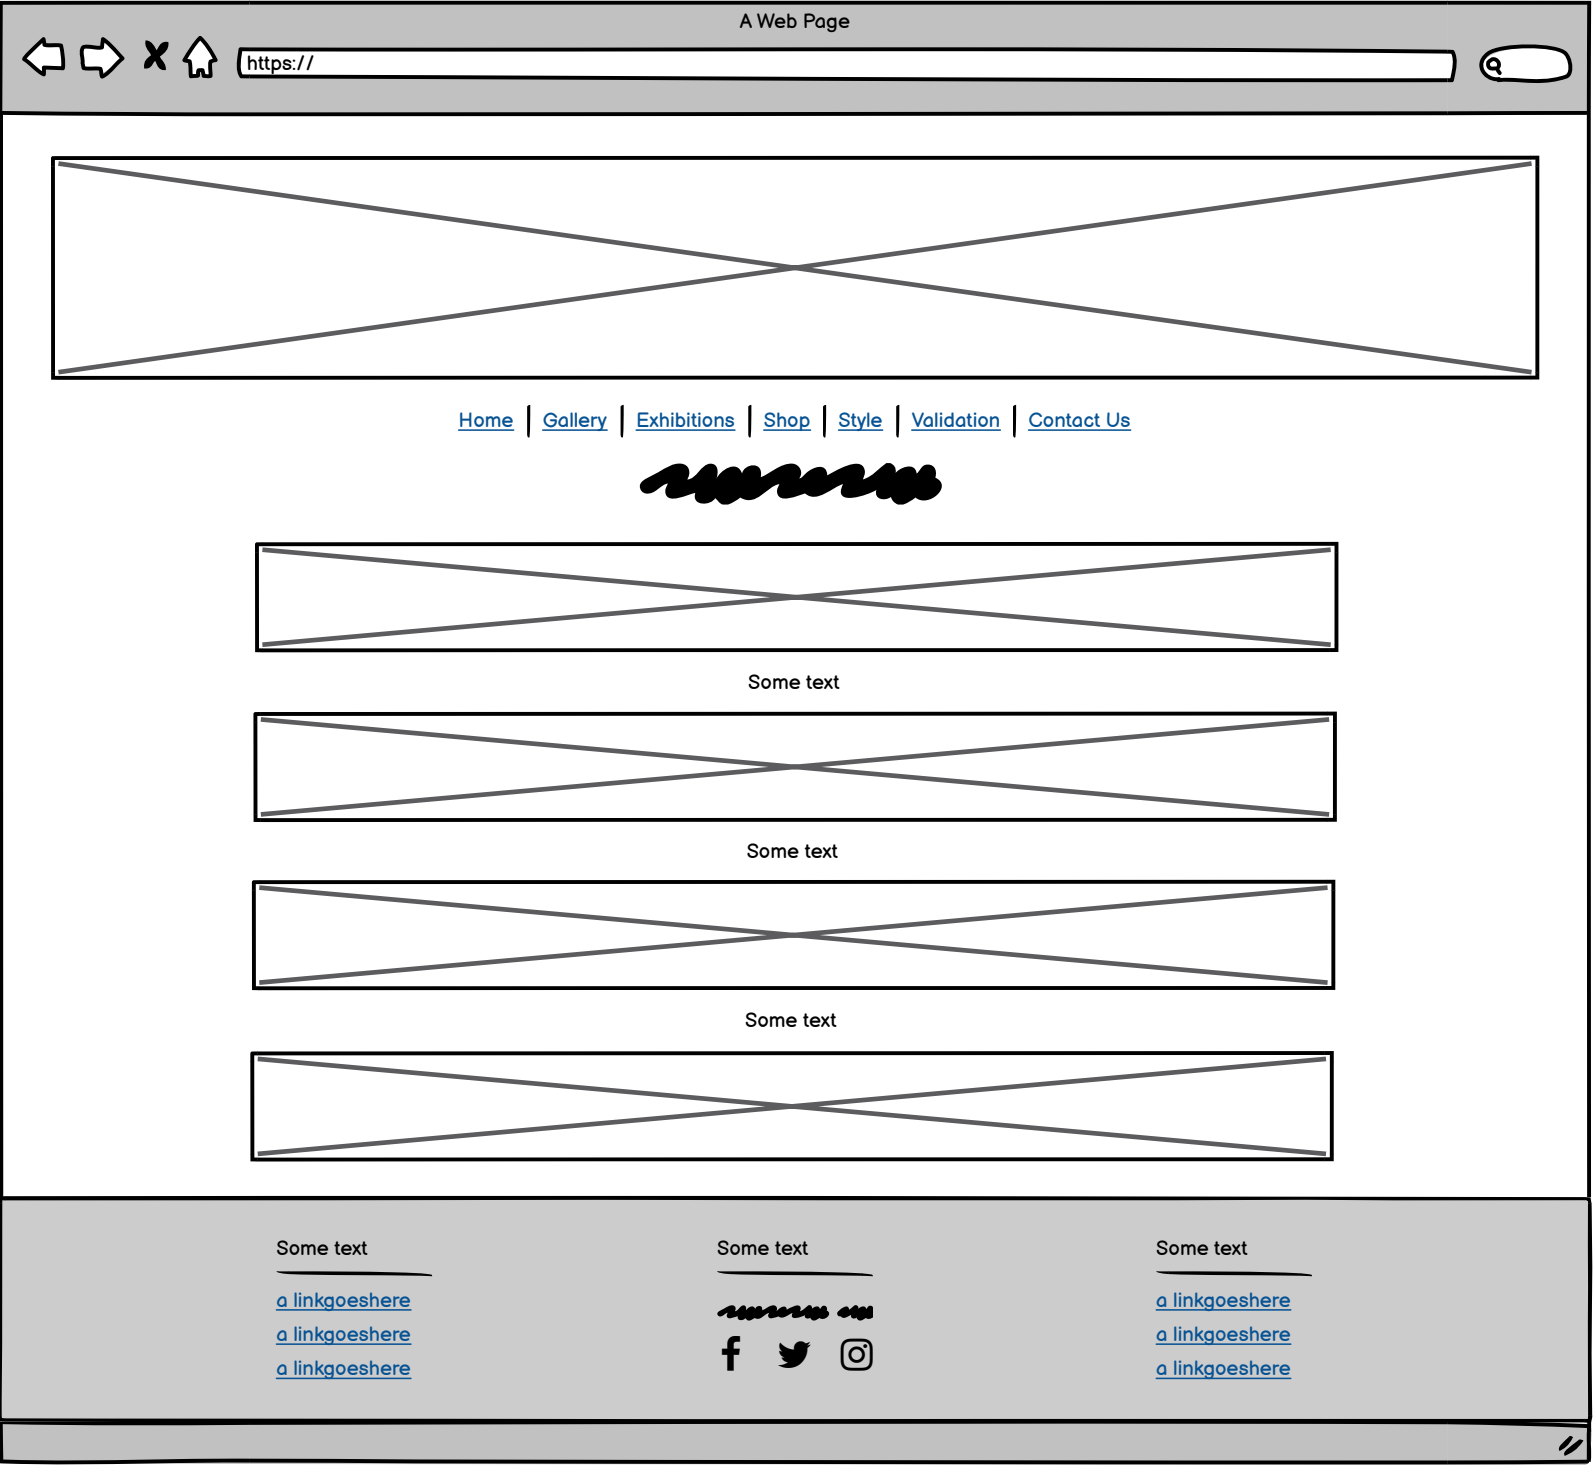 A Web Page
https://
Home Gallery Exhibitions Shop Style Validation Contact Us
Some text
Some text
Some text
Some text
a linkgoeshere
a linkgoeshere
a linkgoeshere
Some text
Some text
a linkgoeshere
a linkgoeshere
a linkgoeshere